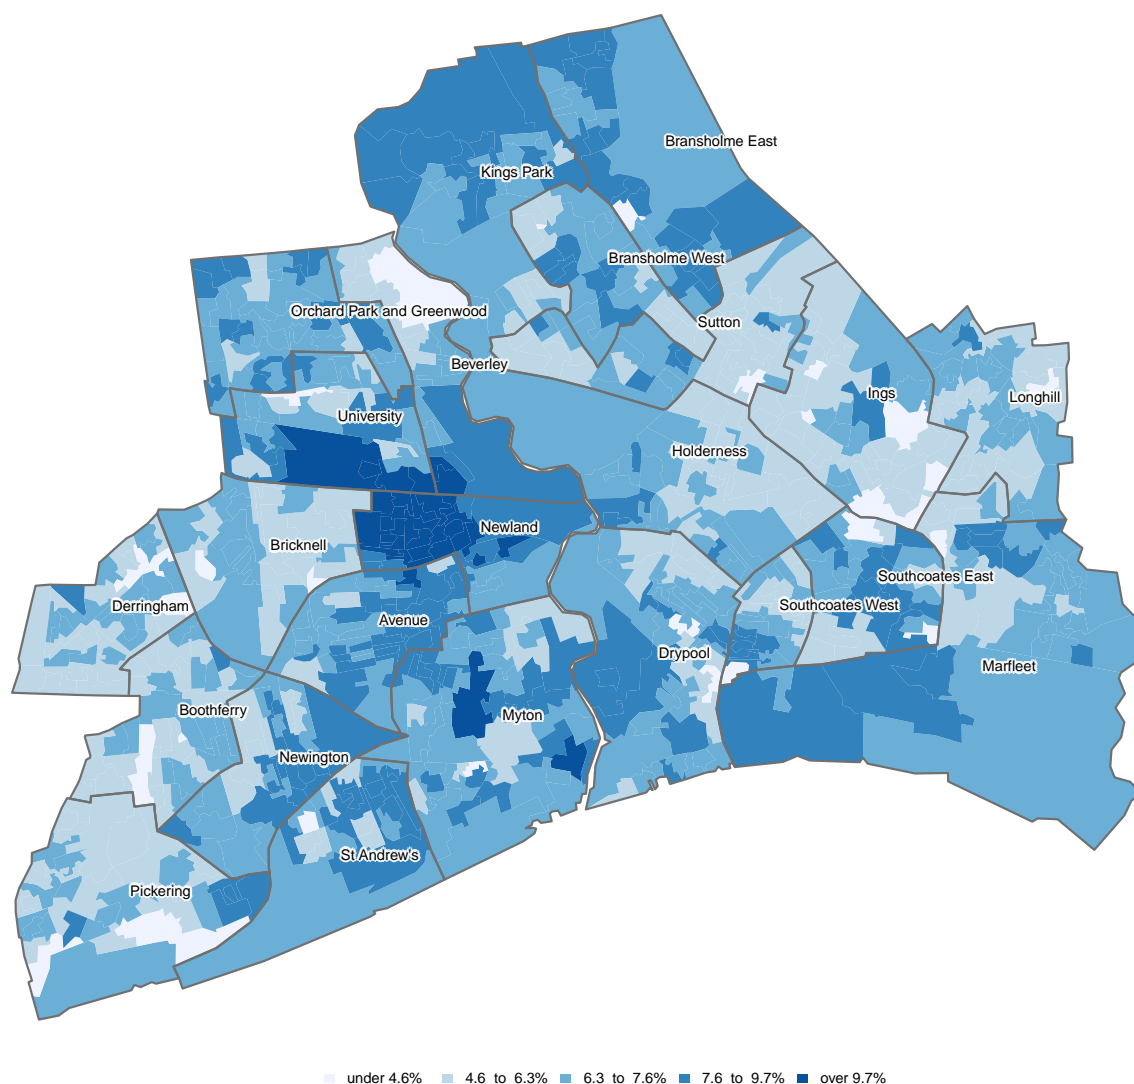 Bransholme East
Kings Park
Bransholme West
Orchard Park and Greenwood
Sutton
Beverley
Ings
Longhill
University
Holderness
Newland
Bricknell
Southcoates East
Derringham
Southcoates West
Avenue
Drypool
Marfleet
Boothferry
Myton
Newington
St Andrew's
Pickering
under 4.6% 4.6 to 6.3% 6.3 to 7.6% 7.6 to 9.7% over 9.7%